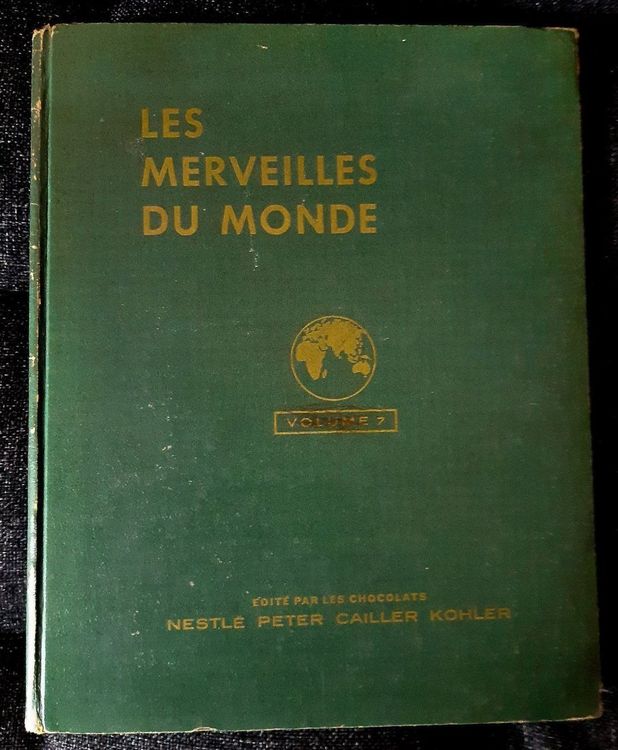 LES
MERVEILLES
DU MONDE
VOLUME 7
EDITÉ PAR LES CHOCOLATS
NESTLÉ PETER CAILLER KOHLER